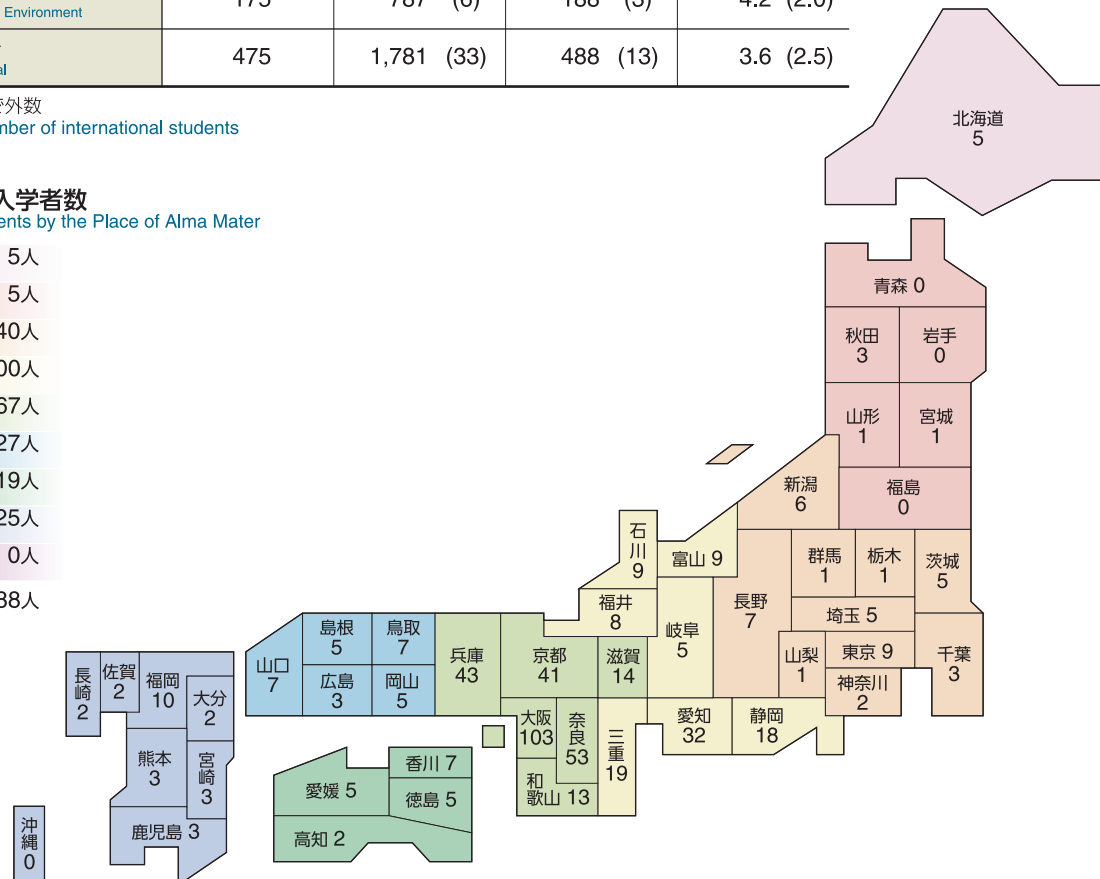 Environment
175 787 (6) 188 (3) 4.2 (2.0)
475 1,781 (33) 488 (13) 3.6 (2.5)
外数
of international students
入学者数
by the Place of Alma Mater
5人
5人
40人
00人
67人
27人
19人
25人
0人
38人
北海道
5
青森 0
秋田
3
岩手
0
山形
1
宮城
1
福島
0
新潟
6
群馬
1
栃木
1
茨城
5
埼玉 5
東京 9
千葉
3
神奈川
2
山梨
1
長野
7
石川
9
富山 9
福井
8
岐阜
5
愛知
32
静岡
18
三重
19
滋賀
14
京都
41
兵庫
43
大阪
103
奈良
53
和歌山 13
鳥取
7
島根
5
岡山
5
広島
3
山口
7
香川 7
徳島 5
愛媛 5
高知 2
福岡
10
佐賀
2
長崎
2
大分
2
熊本
3
宮崎
3
鹿児島 3
沖縄
0